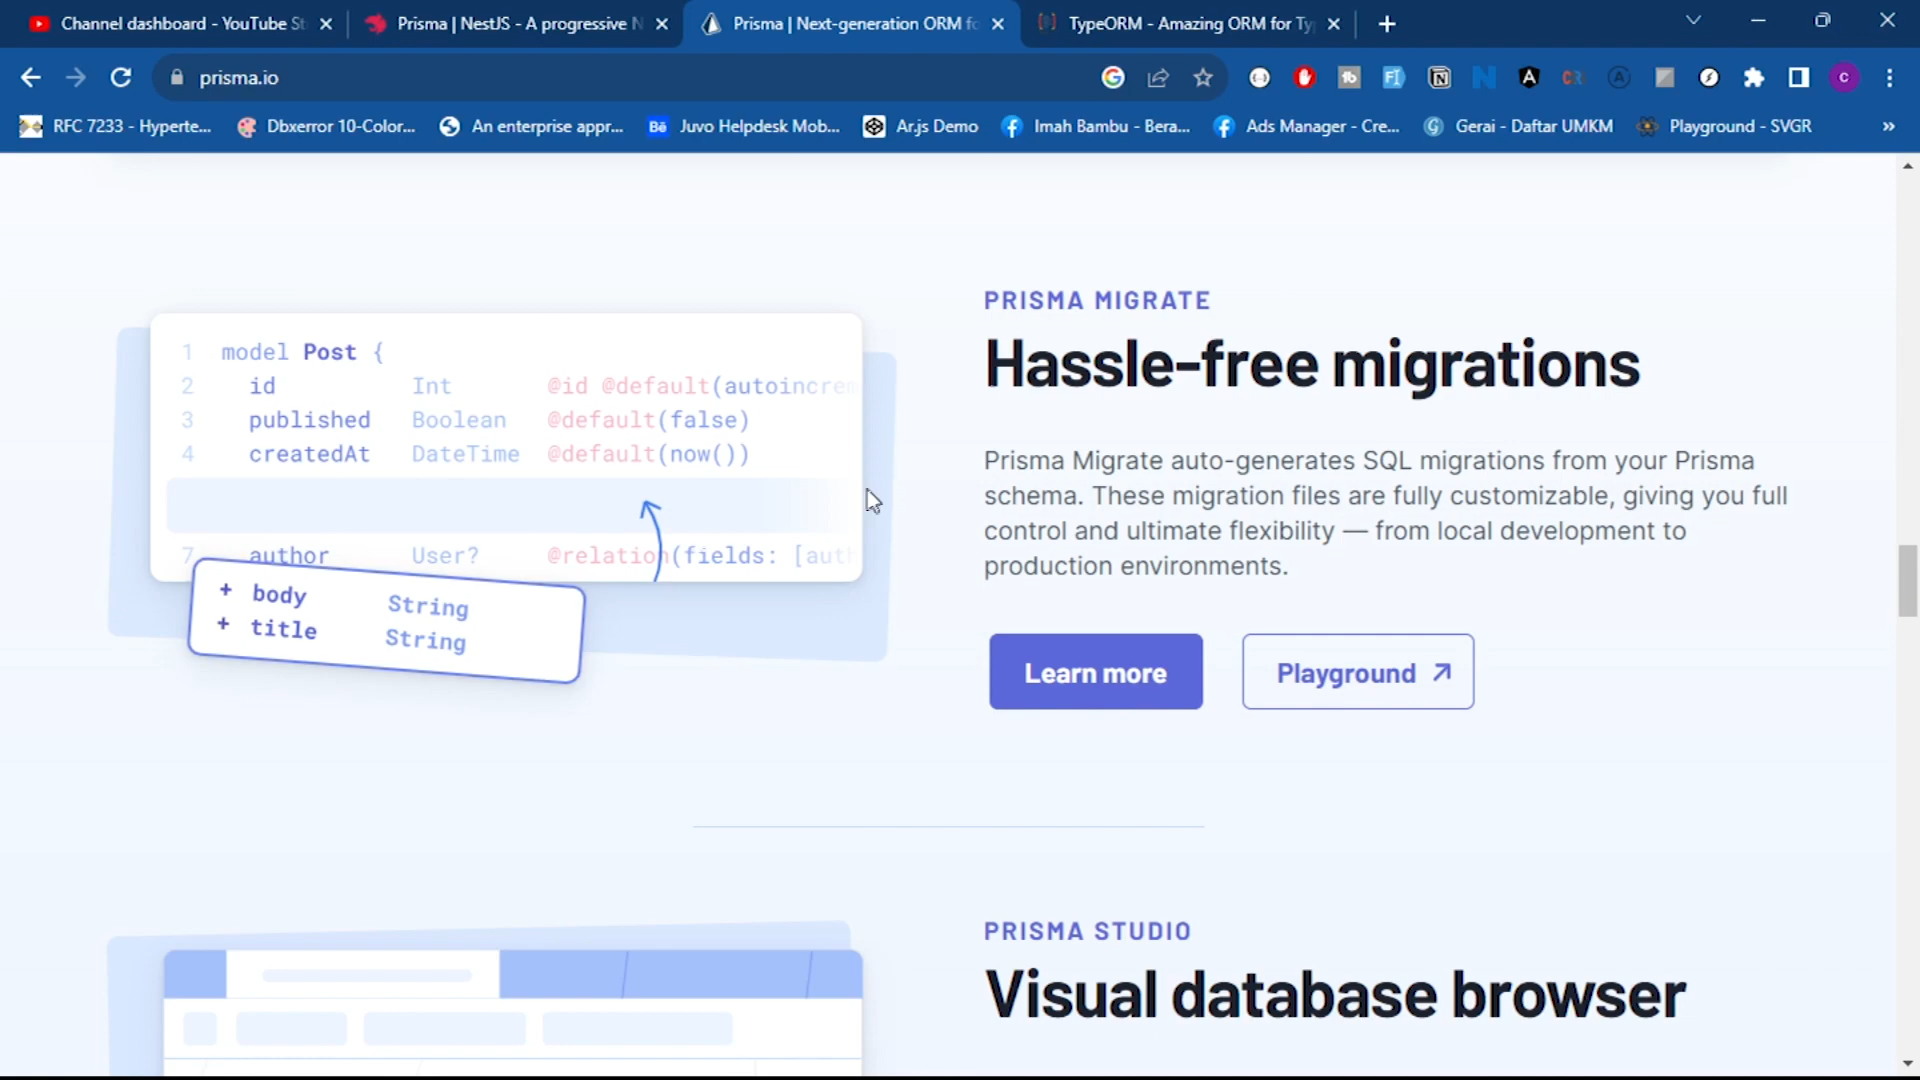 Channel dashboard - YouTube St
Prisma | NestJS - A progressive N
Prisma | Next-generation ORM fo
TypeORM - Amazing ORM for Ty
prisma.io
RFC 7233 - Hyperte...
Dbxerror 10-Color...
An enterprise appr...
Bē Juvo Helpdesk Mob...
Ar.js Demo
Imah Bambu - Bera...
Ads Manager - Cre...
Gerai - Daftar UMKM
Playground - SVGR
»
1 model Post {
2 id Int @id @default(autoincrem
3 published Boolean @default(false)
4 createdAt DateTime @default(now())
7 author User? @relation(fields: [auth
+ body String
+ title String
PRISMA MIGRATE
Hassle-free migrations
Prisma Migrate auto-generates SQL migrations from your Prisma
schema. These migration files are fully customizable, giving you full
control and ultimate flexibility — from local development to
production environments.
Learn more
Playground
PRISMA STUDIO
Visual database browser